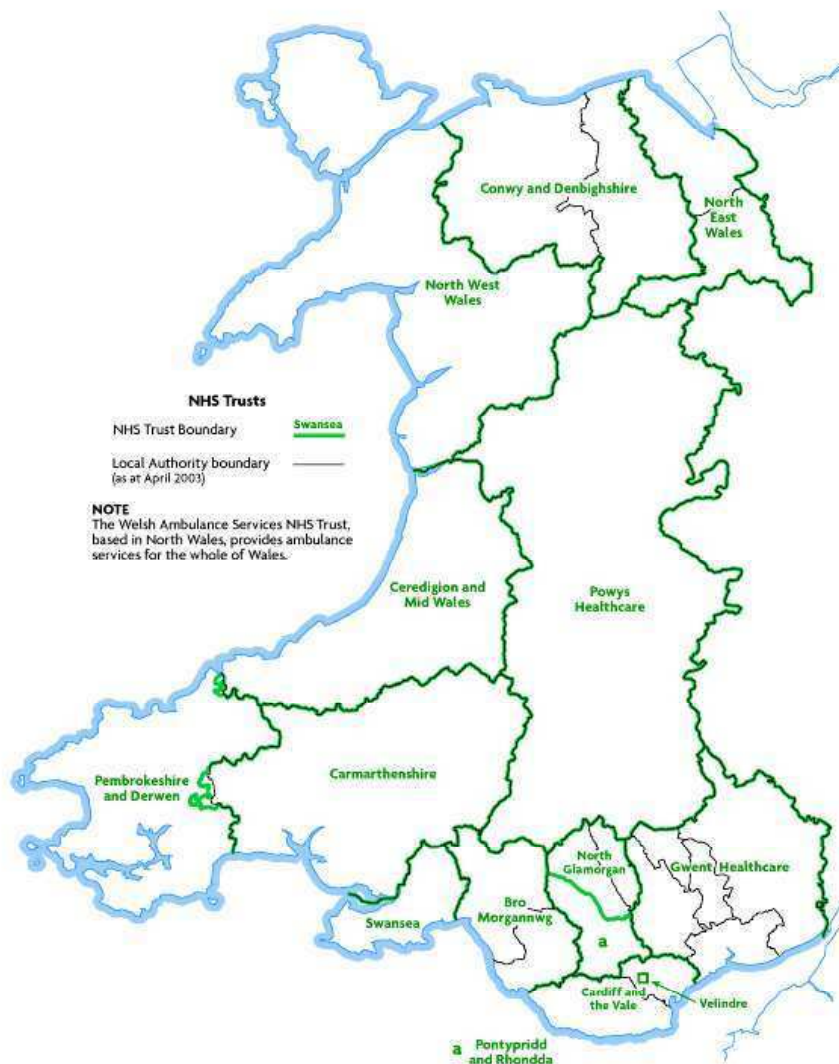 Conwy and Denbighshire
North
East
Wales
North West
Wales
NHS Trusts
NHS Trust Boundary
Swansea
Local Authority boundary
(as at April 2003)
NOTE
The Welsh Ambulance Services NHS Trust,
based in North Wales, provides ambulance
services for the whole of Wales.
Ceredigion and
Mid Wales
Powys
Healthcare
Pembrokeshire
and Derwen
Carmarthenshire
North
Glamorgan
Gwent Healthcare
Bro
Morgannwg
Swansea
a
Cardiff and
the Vale
Velindre
a Pontypridd
and Rhondda